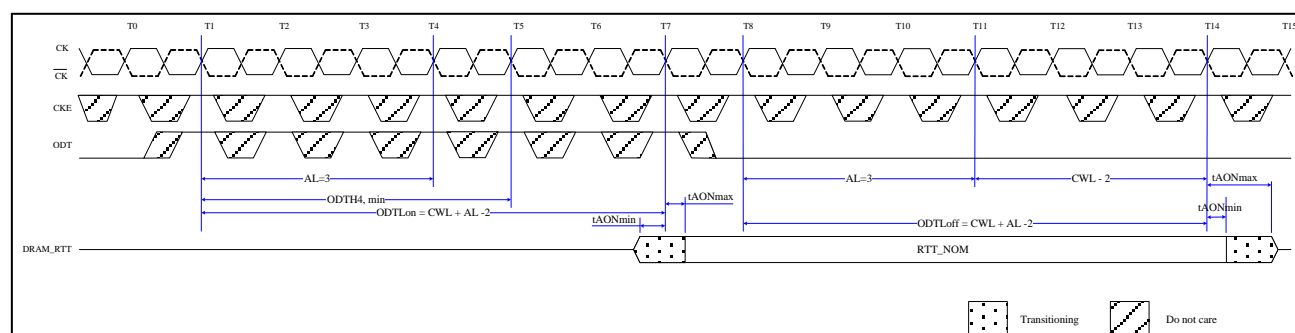 T0 T1 T2 T3 T4 T5 T6 T7 T8 T9 T10 T11 T12 T13 T14 T15
CK
CK
CKE
ODT
AL=3 AL=3 CWL - 2 tAONmax
ODTH4, min tAONmax
ODTLon = CWL + AL -2 tAONmin
tAONmin ODTLoff = CWL + AL -2
DRAM_RTT RTT_NOM
Transitioning Do not care